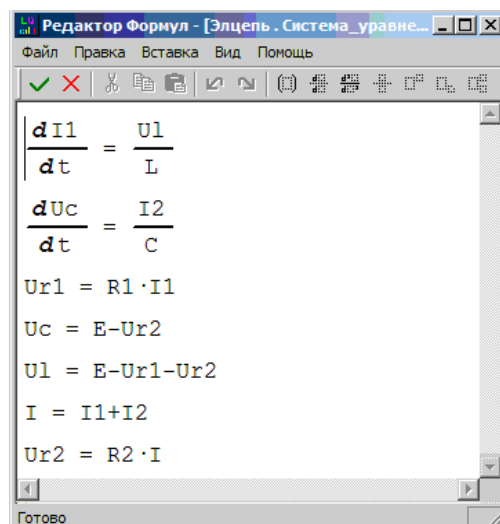 Редактор Формул - [Элцепь.Система_уравне...
Файл Правка Вставка Вид Помощь
dI1/dt = Ul/L
dUc/dt = I2/C
Ur1 = R1·I1
Uc = E-Ur2
Ul = E-Ur1-Ur2
I = I1+I2
Ur2 = R2·I
Готово